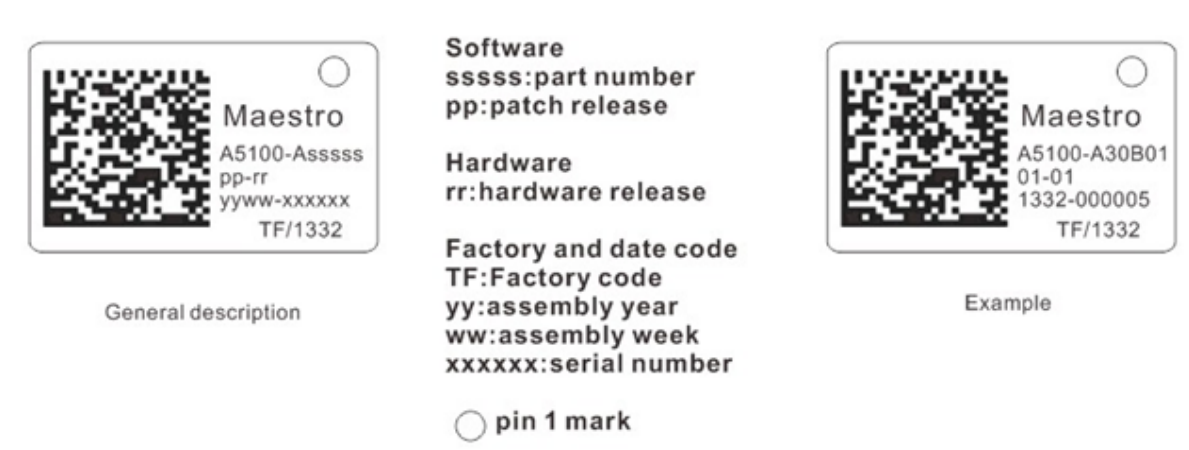 Maestro
A5100-Asssss
pp-rr
yyww-xxxxxx
TF/1332
General description
Software
sssss:part number
pp:patch release
Hardware
rr:hardware release
Factory and date code
TF:Factory code
yy:assembly year
ww:assembly week
xxxxxx:serial number
pin 1 mark
Maestro
A5100-A30B01
01-01
1332-000005
TF/1332
Example